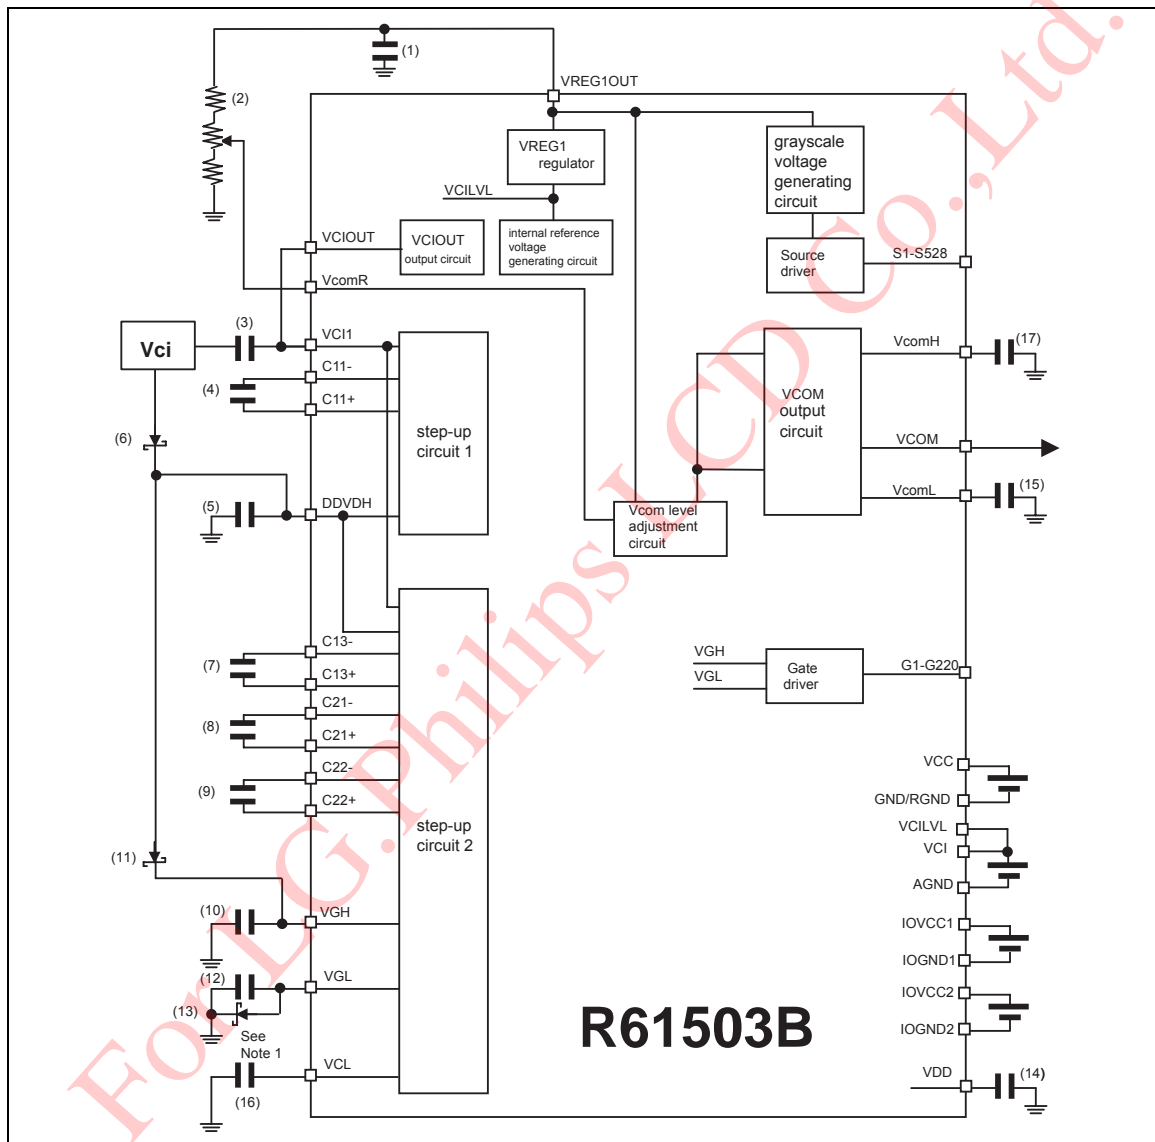 (1)
VREG1OUT
(2)
VREG1
regulator
grayscale
voltage
generating
circuit
VCILVL
VCIOUT
VCIOUT
output circuit
internal reference
voltage
generating circuit
Source
driver
S1-S528
VcomR
(3)
Vci
VCI1
C11-
(4)
C11+
step-up
circuit 1
(6)
(5)
DDVDH
VCOM
output
circuit
VcomH
(17)
VCOM
VcomL
(15)
Vcom level
adjustment
circuit
C13-
(7)
C13+
C21-
(8)
C21+
C22-
(9)
C22+
step-up
circuit 2
VGH
VGL
Gate
driver
G1-G220
VCC
GND/RGND
VCILVL
VCI
AGND
IOVCC1
IOGND1
IOVCC2
IOGND2
VDD
(14)
(11)
(10)
VGH
(12)
VGL
(13)
See
Note 1
VCL
(16)
R61503B
For LG.Philips LCD Co.,Ltd.